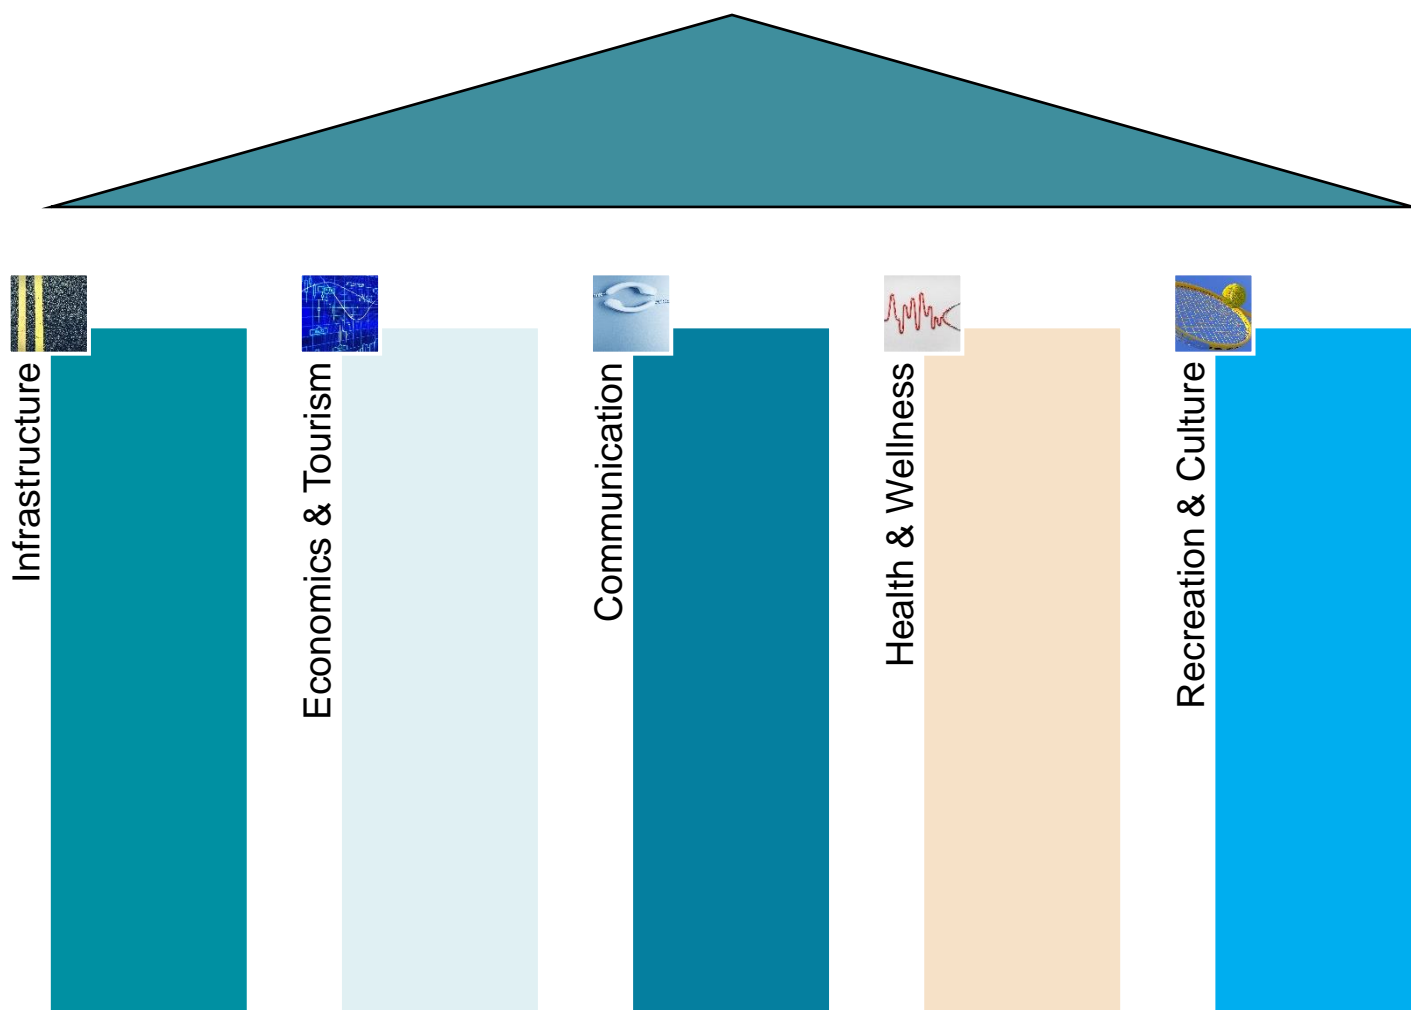 Infrastructure
Economics & Tourism
Communication
Health & Wellness
Recreation & Culture